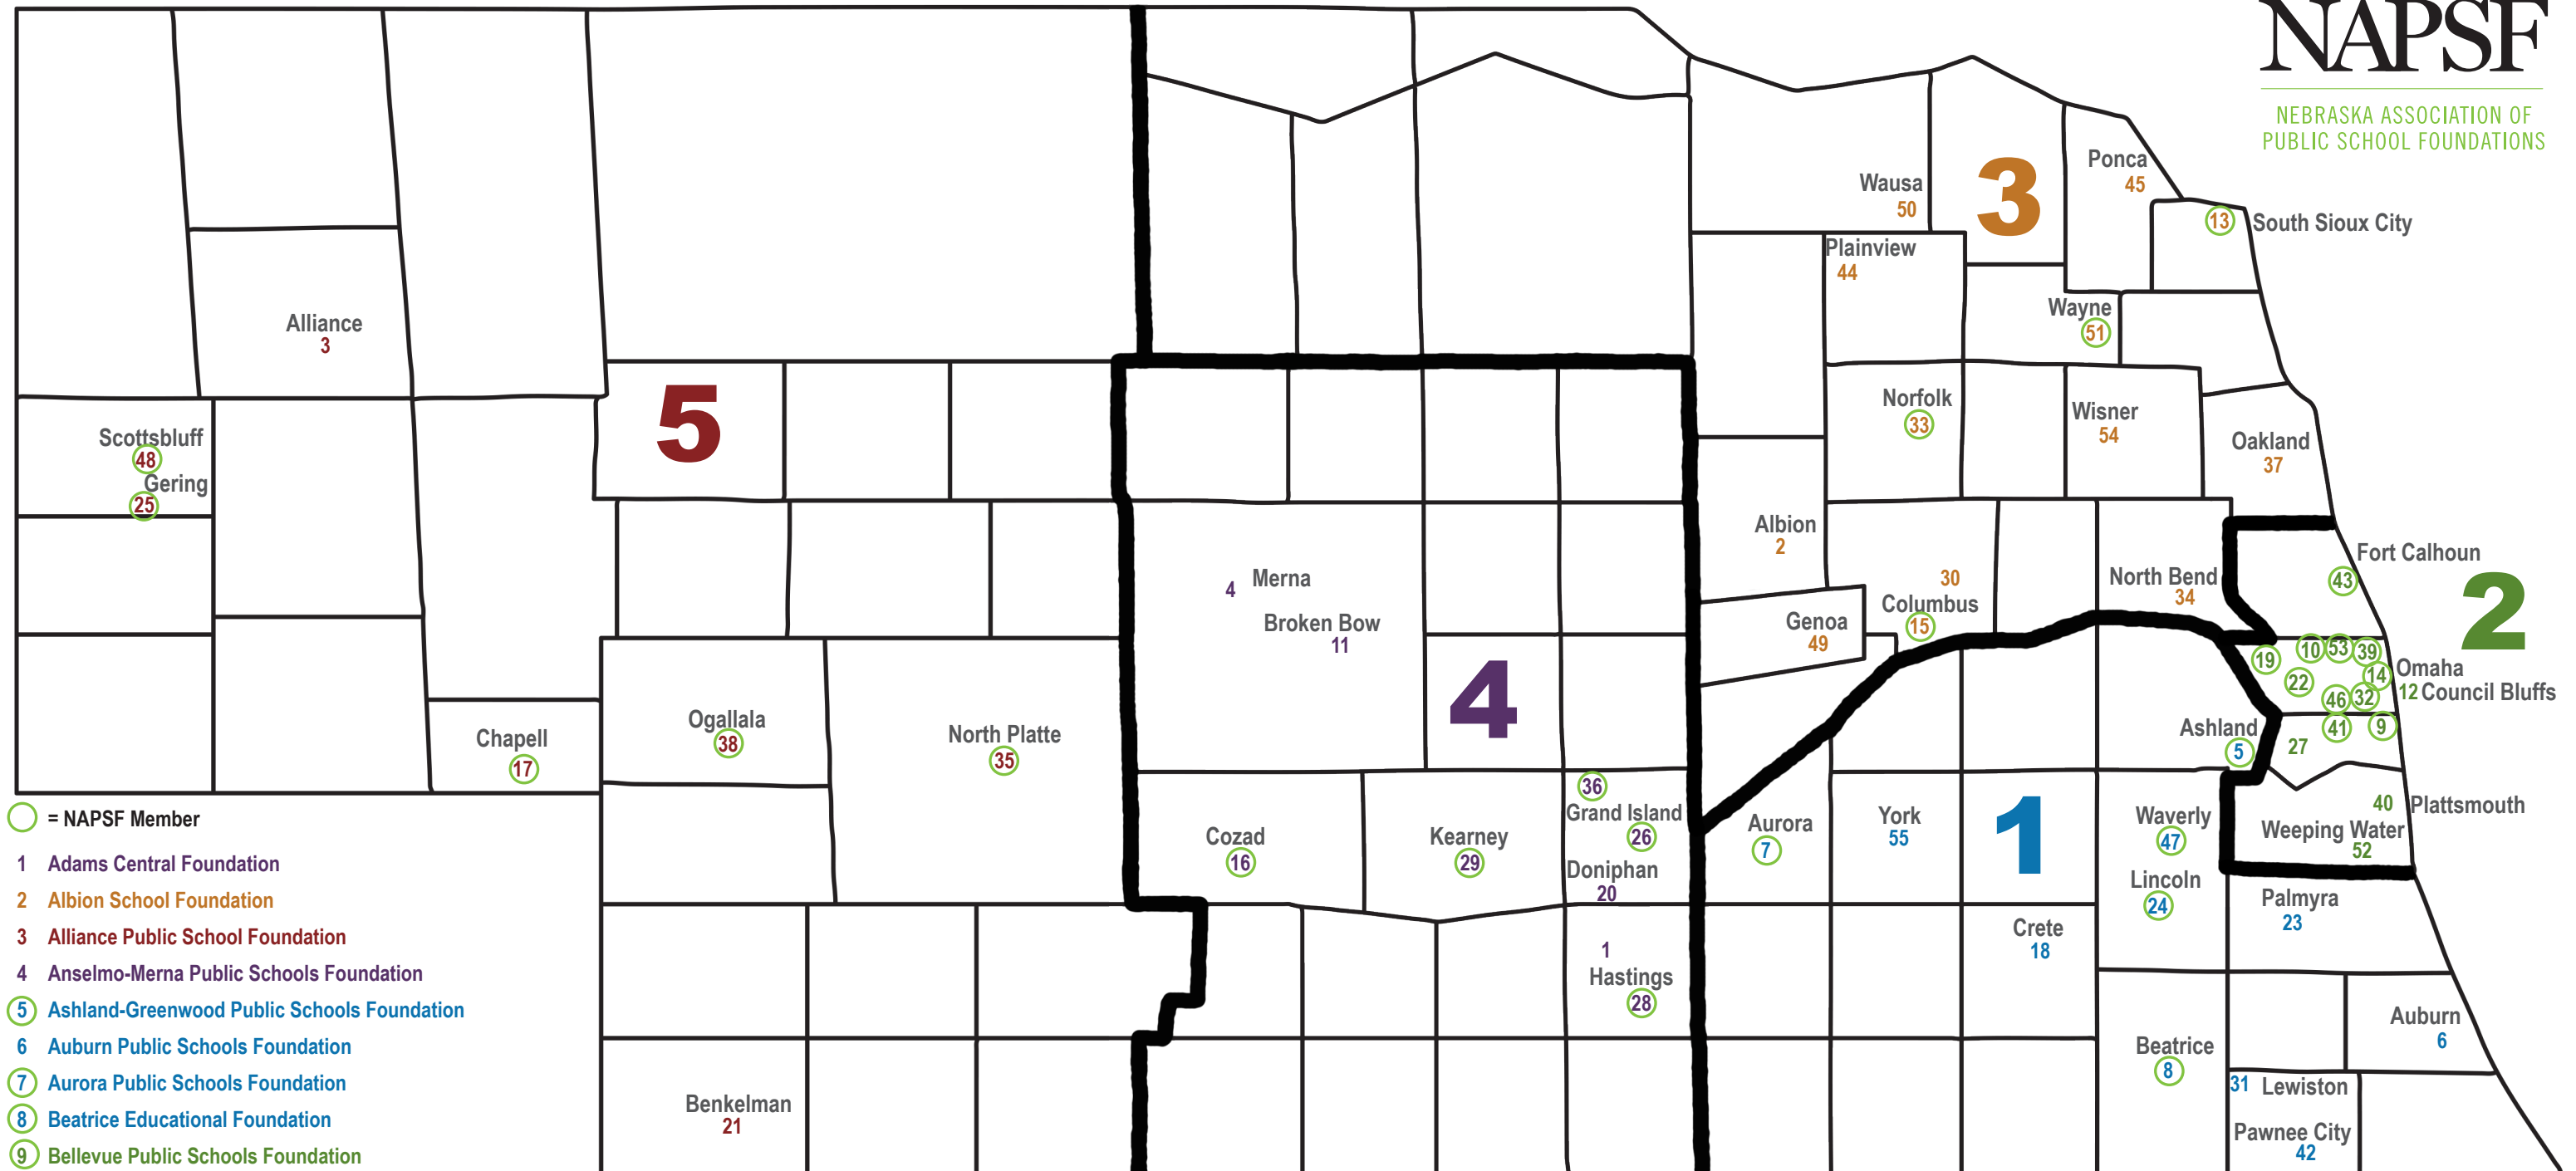 NAPSF
NEBRASKA ASSOCIATION OF
PUBLIC SCHOOL FOUNDATIONS
Ponca
45
Wausa
50
3
13 South Sioux City
Plainview
44
Wayne
51
Alliance
3
5
Norfolk
33
Wisner
54
Oakland
37
Scottsbluff
48
Gering
25
Albion
2
Fort Calhoun
43
2
4 Merna
Broken Bow
11
30
Columbus
15
North Bend
34
Genoa
49
4
19 10 53 39
22 14 Omaha
46 32 12 Council Bluffs
41 9
27
Ashland
5
Chapell
17
Ogallala
38
North Platte
35
36
Grand Island
26
Doniphan
20
Cozad
16
Kearney
29
Aurora
7
York
55
1
Waverly
47
Lincoln
24
40 Plattsmouth
Weeping Water
52
Palmyra
23
Crete
18
1
Hastings
28
Auburn
6
Beatrice
8
31 Lewiston
Pawnee City
42
Benkelman
21
= NAPSF Member
1 Adams Central Foundation
2 Albion School Foundation
3 Alliance Public School Foundation
4 Anselmo-Merna Public Schools Foundation
5 Ashland-Greenwood Public Schools Foundation
6 Auburn Public Schools Foundation
7 Aurora Public Schools Foundation
8 Beatrice Educational Foundation
9 Bellevue Public Schools Foundation